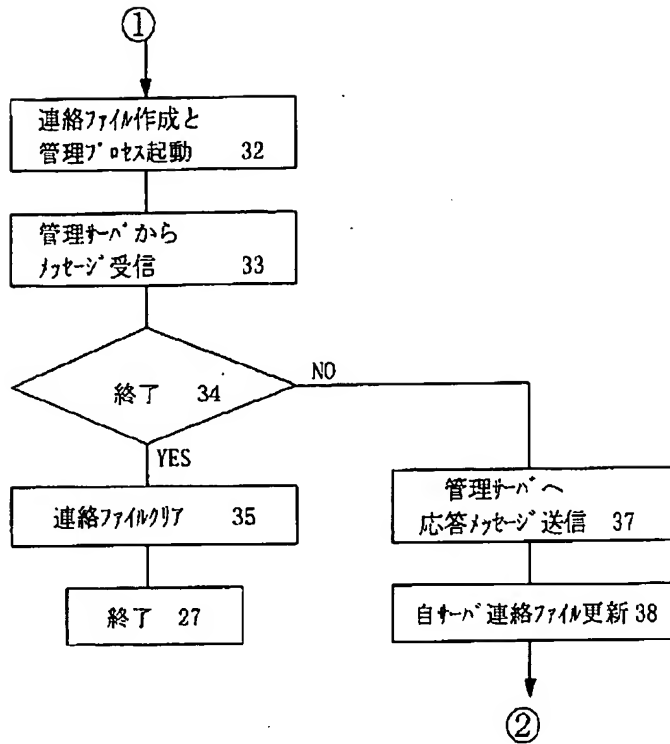 ①
連絡ファイル作成と
管理プロセス起動 32
管理サーバから
メッセージ受信 33
終了 34
NO
YES
連絡ファイルクリア 35
終了 27
管理サーバへ
応答メッセージ送信 37
自サーバ連絡ファイル更新 38
②